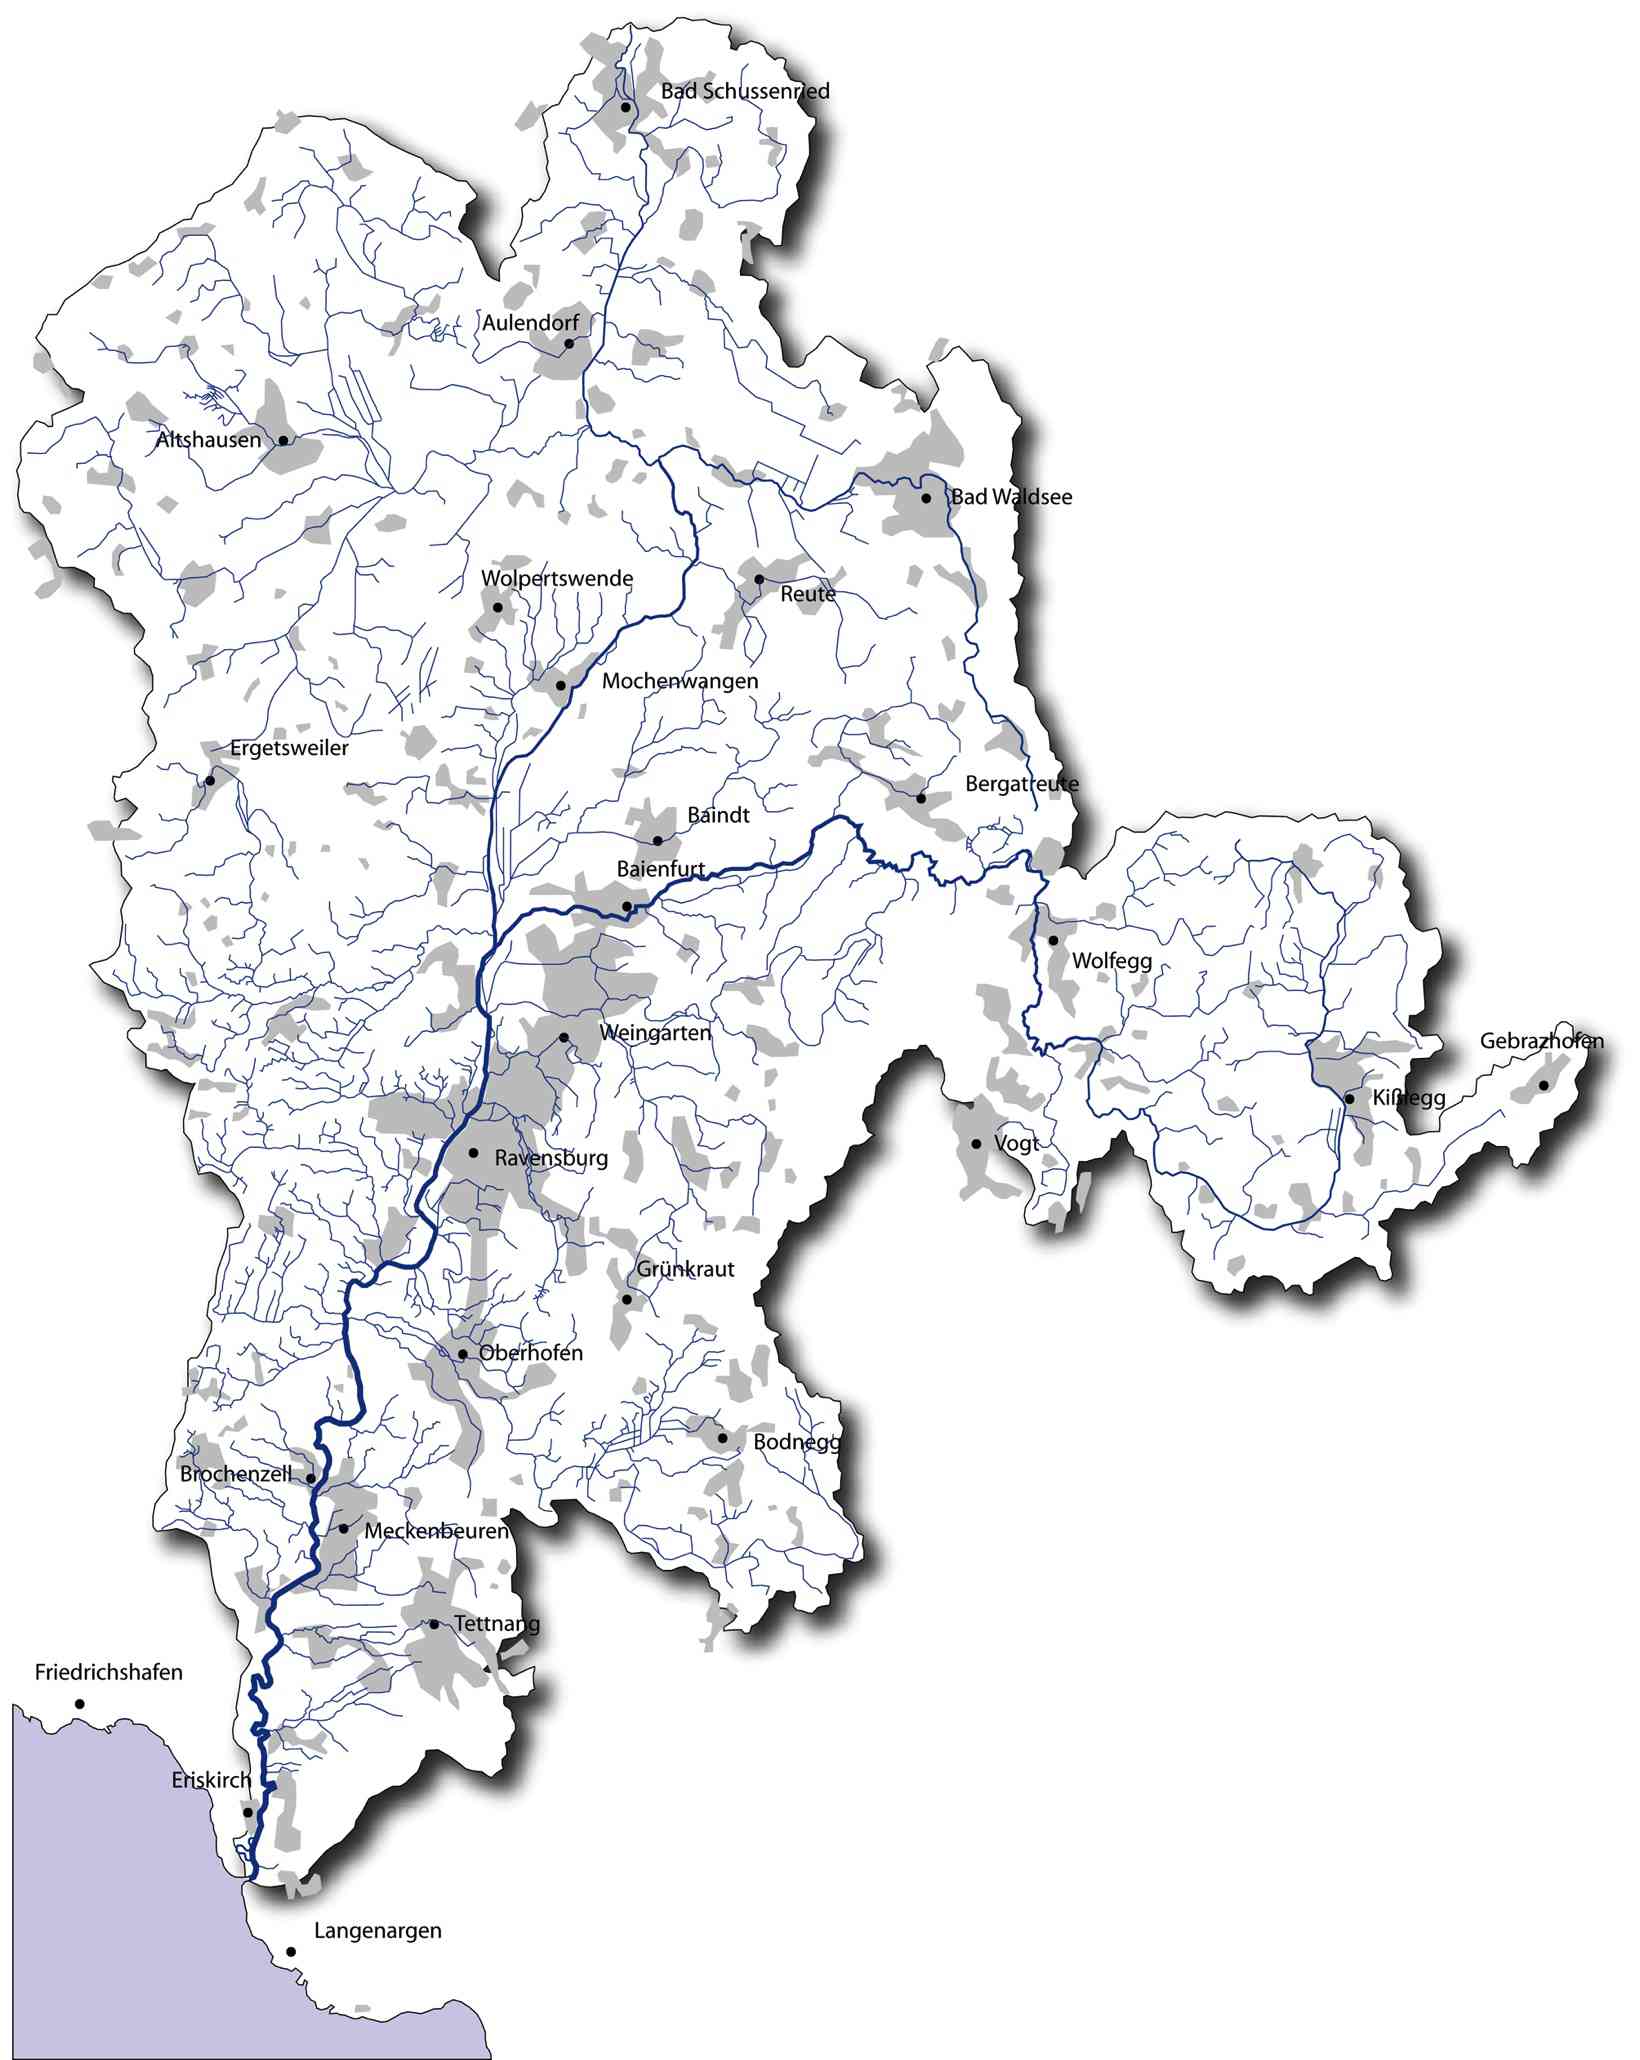 Bad Schussenried
Aulendorf
Altshausen
Bad Waldsee
Wolpertswende
Reute
Mochenwangen
Ergetsweiler
Bergatreute
Baindt
Baienfurt
Wolfegg
Weingarten
Gebrazhofen
Kißlegg
Vogt
Ravensburg
Grünkraut
Oberhofen
Bodnegg
Brochenzell
Meckenbeuren
Tettnang
Friedrichshafen
Eriskirch
Langenargen